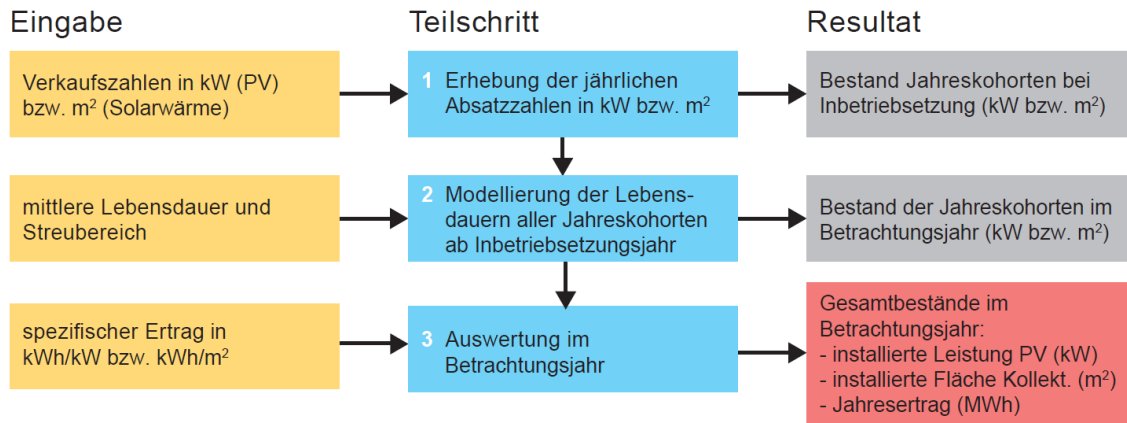 Eingabe
Teilschritt
Resultat
Verkaufszahlen in kW (PV)
bzw. m² (Solarwärme)
1 Erhebung der jährlichen
Absatzzahlen in kW bzw. m²
Bestand Jahreskohorten bei
Inbetriebsetzung (kW bzw. m²)
mittlere Lebensdauer und
Streubereich
2 Modellierung der Lebens-
dauern aller Jahreskohorten
ab Inbetriebsetzungsjahr
Bestand der Jahreskohorten im
Betrachtungsjahr (kW bzw. m²)
spezifischer Ertrag in
kWh/kW bzw. kWh/m²
3 Auswertung im
Betrachtungsjahr
Gesamtbestände im
Betrachtungsjahr:
- installierte Leistung PV (kW)
- installierte Fläche Kollekt. (m²)
- Jahresertrag (MWh)